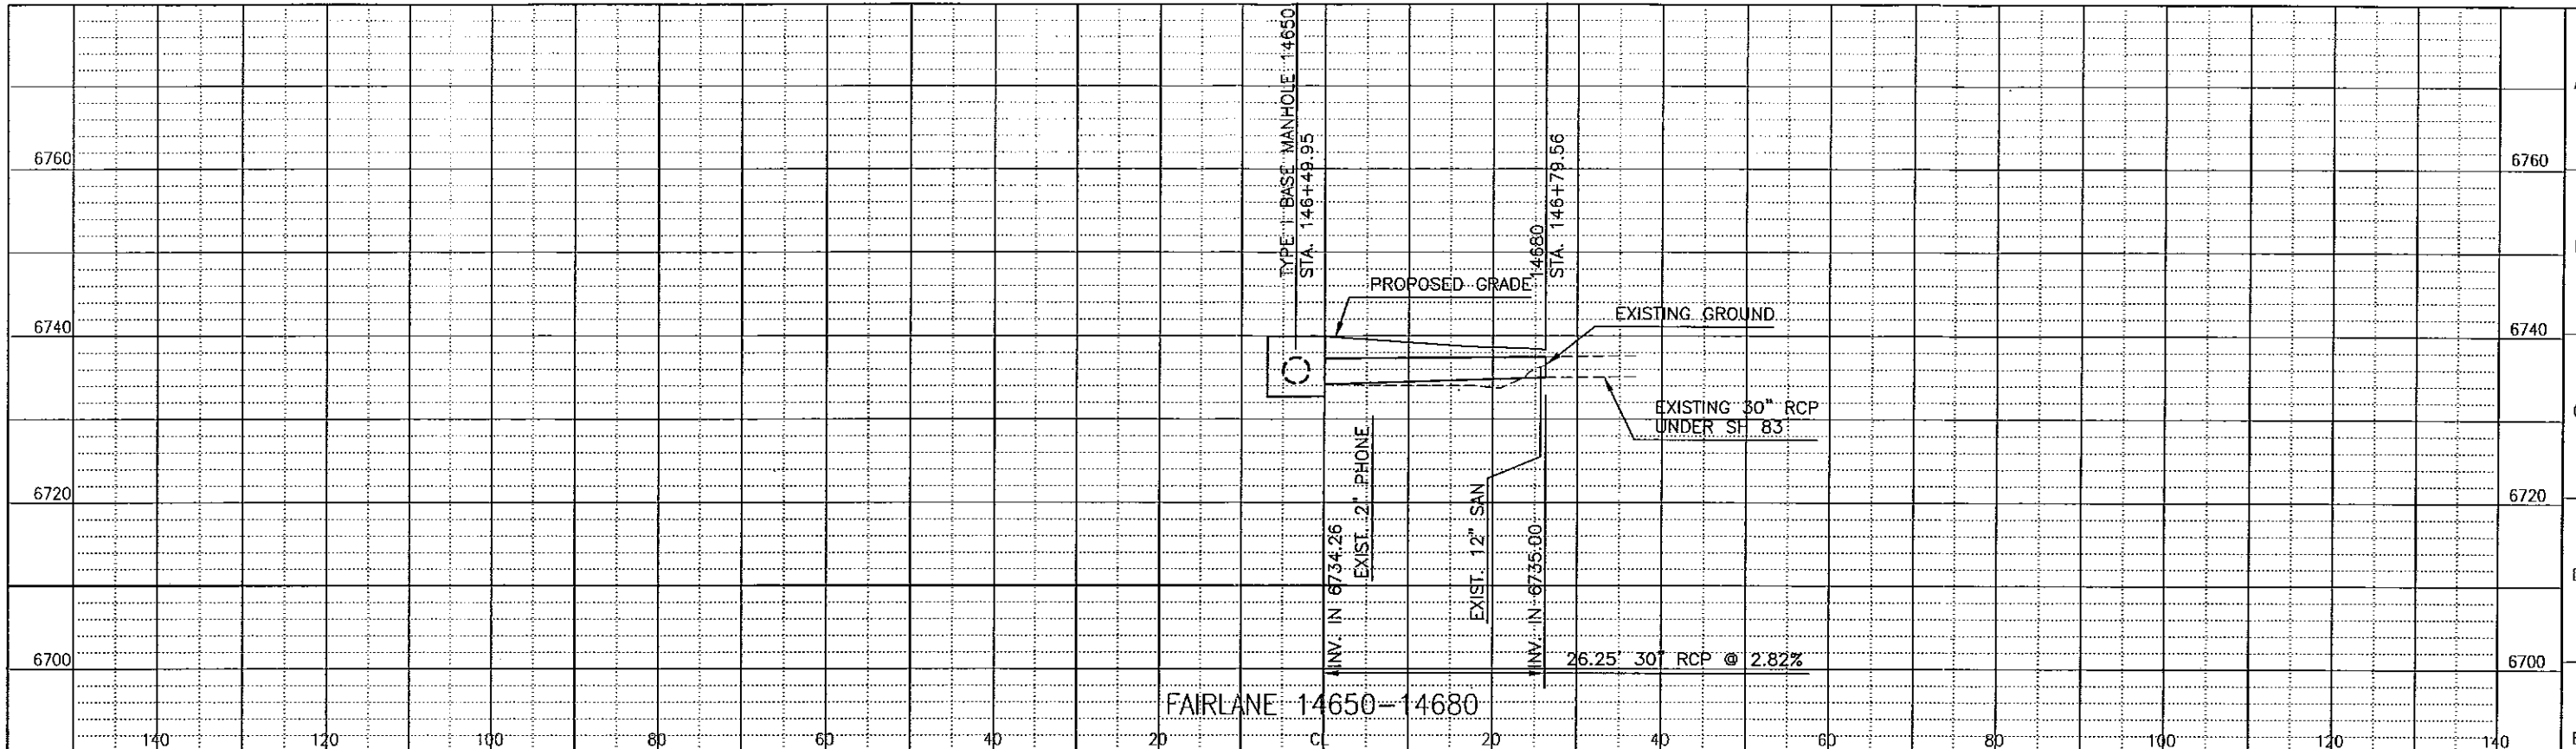 TYPE I BASE MANHOLE 14650
STA. 146+49.95
14680
STA. 146+79.56
6760
6760
PROPOSED GRADE
EXISTING GROUND
6740
6740
EXISTING 30" RCP
UNDER SH 83
EXIST. 2" PHONE
EXIST. 12" SAN
6720
6720
INV. IN 6734.26
INV. IN 6735.00
6700
26.25' 30" RCP @ 2.82%
6700
FAIRLANE 14650-14680
140 120 100 80 60 40 20 CL 20 40 60 80 100 120 140